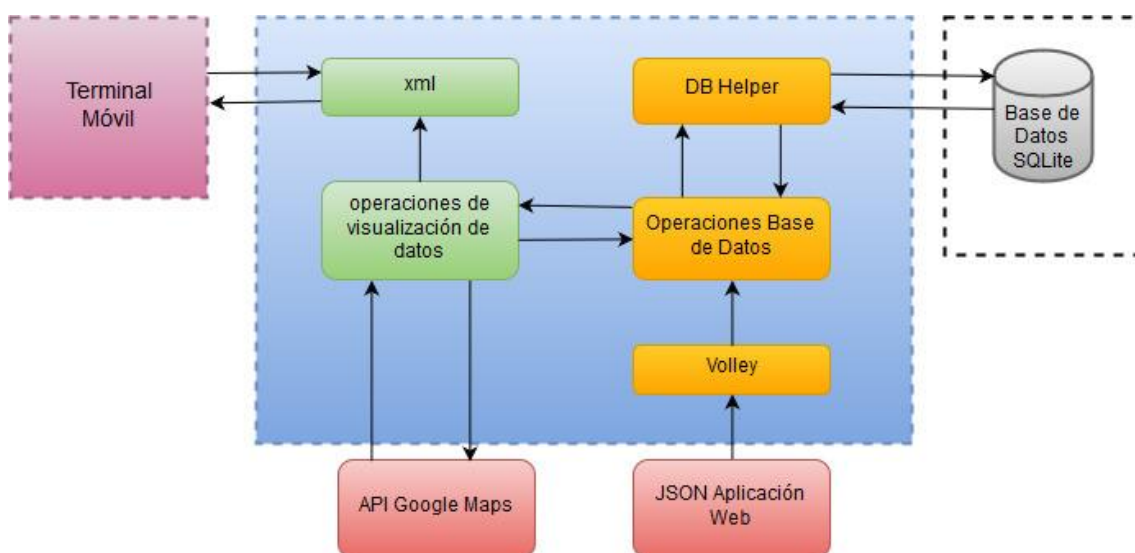 Terminal
Móvil
xml
DB Helper
Base de
Datos
SQLite
operaciones de
visualización de
datos
Operaciones Base
de Datos
Volley
API Google Maps
JSON Aplicación
Web